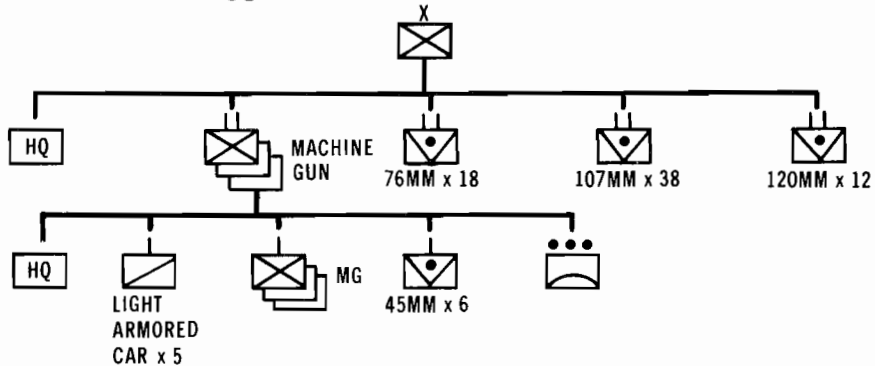 X
HQ
MACHINE
GUN
76MM x 18
107MM x 38
120MM x 12
HQ
LIGHT
ARMORED
CAR x 5
MG
45MM x 6